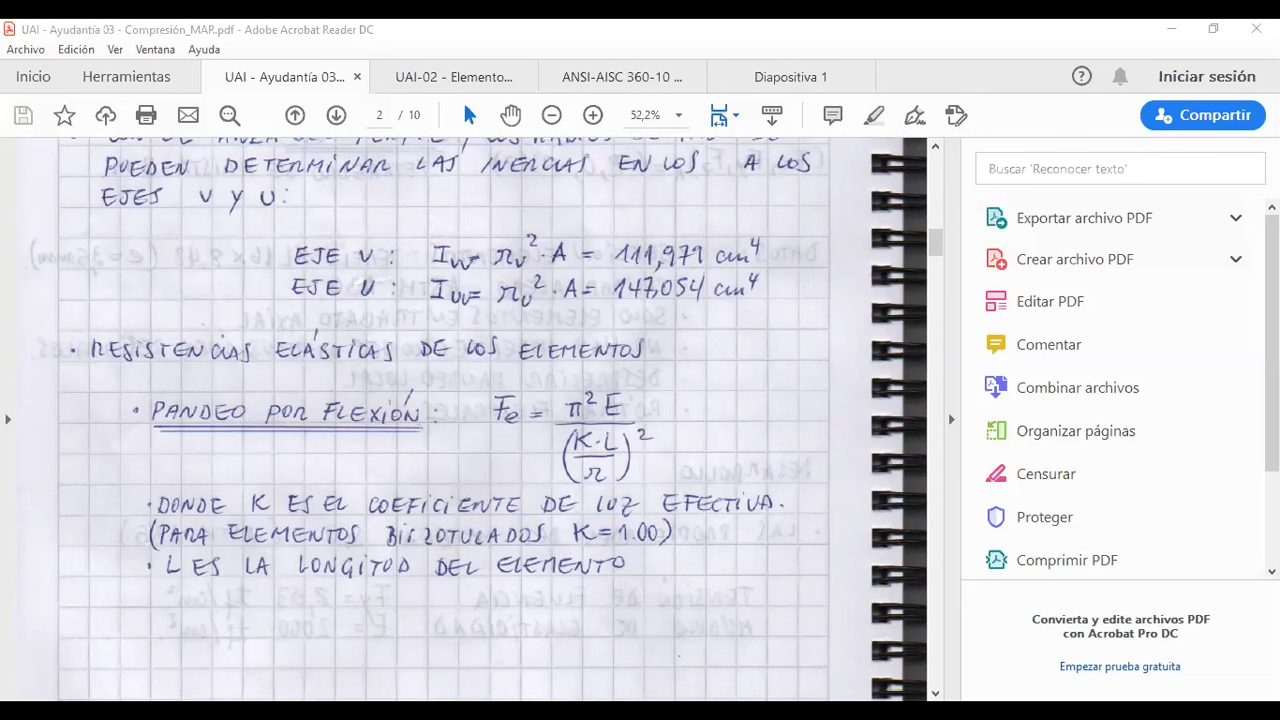 UAI - Ayudantía 03 - Compresión_MAR.pdf - Adobe Acrobat Reader DC
Archivo Edición Ver Ventana Ayuda
Inicio Herramientas UAI - Ayudantía 03... × UAI-02 - Elemento... ANSI-AISC 360-10 ... Diapositiva 1 Iniciar sesión
2 / 10 52,2% Compartir
PUEDEN DETERMINAR LAS INERCIAS EN LOS A LOS
EJES V Y U:
EJE V : Ivv = rv² · A = 111,979 cm⁴
EJE U : Iuu = ru² · A = 147.054 cm⁴
· RESISTENCIAS ELÁSTICAS DE LOS ELEMENTOS
· PANDEO POR FLEXIÓN : Fe = π² E / (K·L / r)²
· DONDE K ES EL COEFICIENTE DE LUZ EFECTIVA.
(PARA ELEMENTOS BIROTULADOS K=1.00)
· L ES LA LONGITUD DEL ELEMENTO
Buscar 'Reconocer texto'
Exportar archivo PDF
Crear archivo PDF
Editar PDF
Comentar
Combinar archivos
Organizar páginas
Censurar
Proteger
Comprimir PDF
Convierta y edite archivos PDF
con Acrobat Pro DC
Empezar prueba gratuita